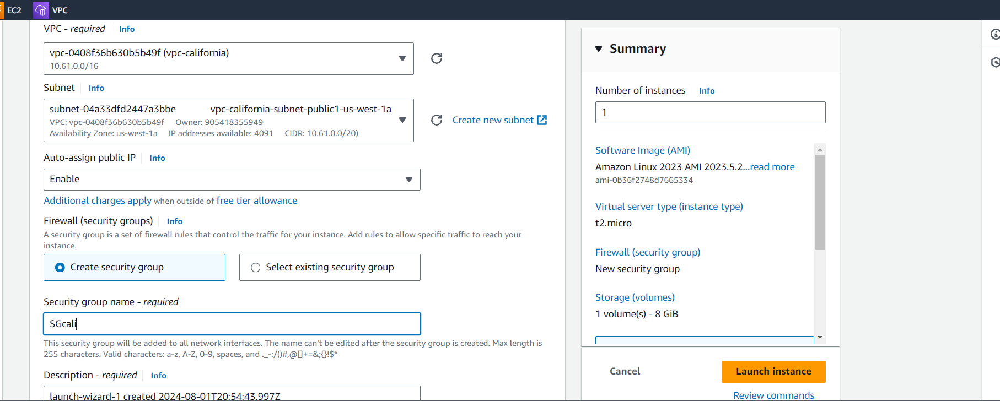 EC2 VPC
VPC - required Info
vpc-0408f36b630b5b49f (vpc-california)
10.61.0.0/16
Subnet Info
subnet-04a33dfd2447a3bbe vpc-california-subnet-public1-us-west-1a
VPC: vpc-0408f36b630b5b49f Owner: 905418355949
Availability Zone: us-west-1a IP addresses available: 4091 CIDR: 10.61.0.0/20)
Create new subnet
Auto-assign public IP Info
Enable
Additional charges apply when outside of free tier allowance
Firewall (security groups) Info
A security group is a set of firewall rules that control the traffic for your instance. Add rules to allow specific traffic to reach your
instance.
Create security group
Select existing security group
Security group name - required
SGcali
This security group will be added to all network interfaces. The name can't be edited after the security group is created. Max length is
255 characters. Valid characters: a-z, A-Z, 0-9, spaces, and ._-:/()#,@[]+=&;{}!$*
Description - required Info
launch-wizard-1 created 2024-08-01T20:54:43.997Z
Summary
Number of instances Info
1
Software Image (AMI)
Amazon Linux 2023 AMI 2023.5.2...read more
ami-0b36f2748d7665334
Virtual server type (instance type)
t2.micro
Firewall (security group)
New security group
Storage (volumes)
1 volume(s) - 8 GiB
Cancel
Launch instance
Review commands